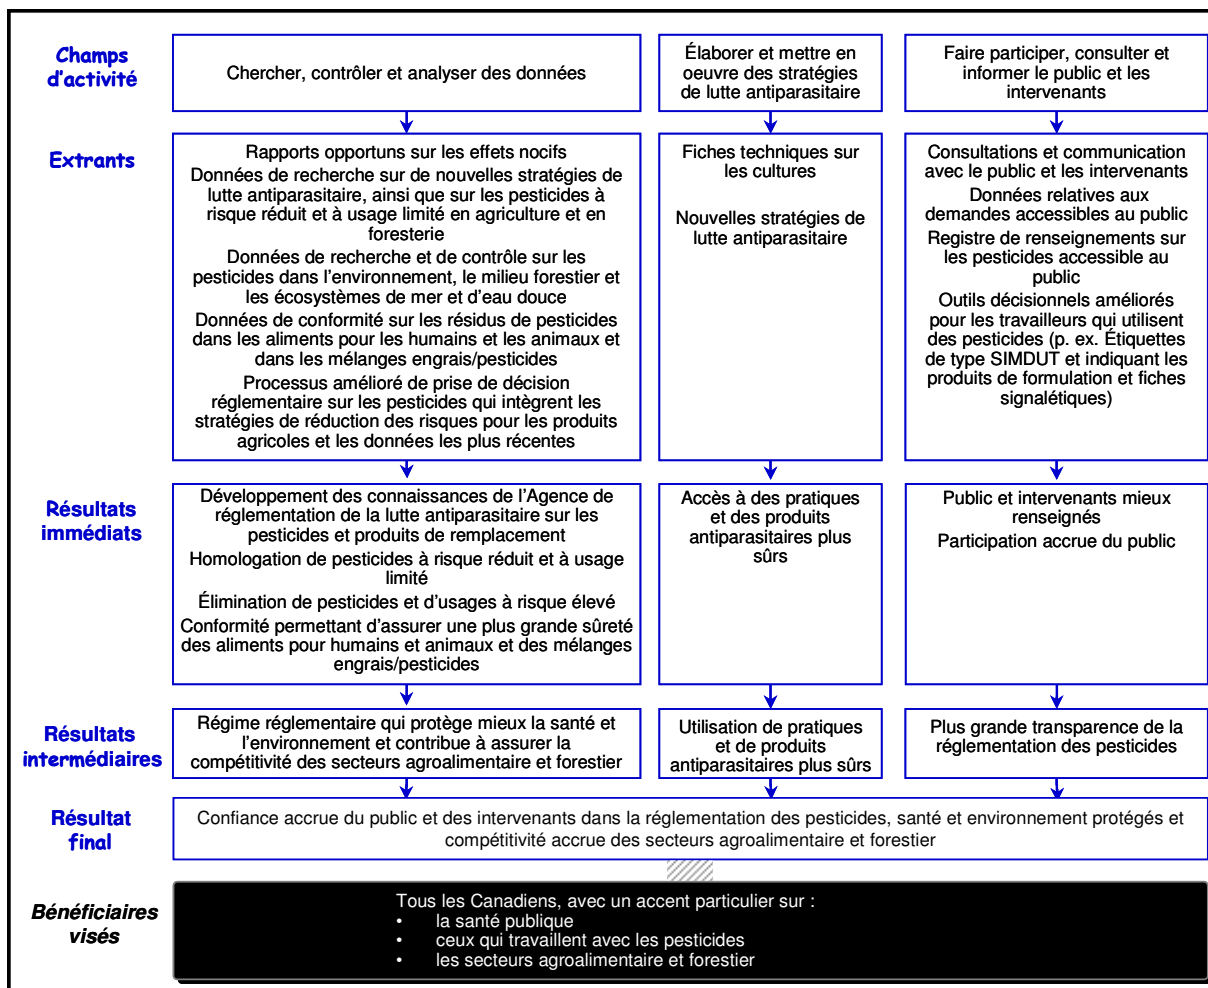 Champs
d'activité
Chercher, contrôler et analyser des données
Élaborer et mettre en
oeuvre des stratégies
de lutte antiparasitaire
Faire participer, consulter et
informer le public et les
intervenants
Extrants
Rapports opportuns sur les effets nocifs
Données de recherche sur de nouvelles stratégies de
lutte antiparasitaire, ainsi que sur les pesticides à
risque réduit et à usage limité en agriculture et en
foresterie
Données de recherche et de contrôle sur les
pesticides dans l'environnement, le milieu forestier et
les écosystèmes de mer et d'eau douce
Données de conformité sur les résidus de pesticides
dans les aliments pour les humains et les animaux et
dans les mélanges engrais/pesticides
Processus amélioré de prise de décision
réglementaire sur les pesticides qui intègrent les
stratégies de réduction des risques pour les produits
agricoles et les données les plus récentes
Fiches techniques sur
les cultures
Nouvelles stratégies de
lutte antiparasitaire
Consultations et communication
avec le public et les intervenants
Données relatives aux
demandes accessibles au public
Registre de renseignements sur
les pesticides accessible au
public
Outils décisionnels améliorés
pour les travailleurs qui utilisent
des pesticides (p. ex. Étiquettes
de type SIMDUT et indiquant les
produits de formulation et fiches
signalétiques)
Résultats
immédiats
Développement des connaissances de l'Agence de
réglementation de la lutte antiparasitaire sur les
pesticides et produits de remplacement
Homologation de pesticides à risque réduit et à usage
limité
Élimination de pesticides et d'usages à risque élevé
Conformité permettant d'assurer une plus grande sûreté
des aliments pour humains et animaux et des mélanges
engrais/pesticides
Accès à des pratiques
et des produits
antiparasitaires plus
sûrs
Public et intervenants mieux
renseignés
Participation accrue du public
Résultats
intermédiaires
Régime réglementaire qui protège mieux la santé et
l'environnement et contribue à assurer la
compétitivité des secteurs agroalimentaire et forestier
Utilisation de pratiques
et de produits
antiparasitaires plus sûrs
Plus grande transparence de la
réglementation des pesticides
Résultat
final
Confiance accrue du public et des intervenants dans la réglementation des pesticides, santé et environnement protégés et
compétitivité accrue des secteurs agroalimentaire et forestier
Bénéficiaires
visés
Tous les Canadiens, avec un accent particulier sur :
• la santé publique
• ceux qui travaillent avec les pesticides
• les secteurs agroalimentaire et forestier